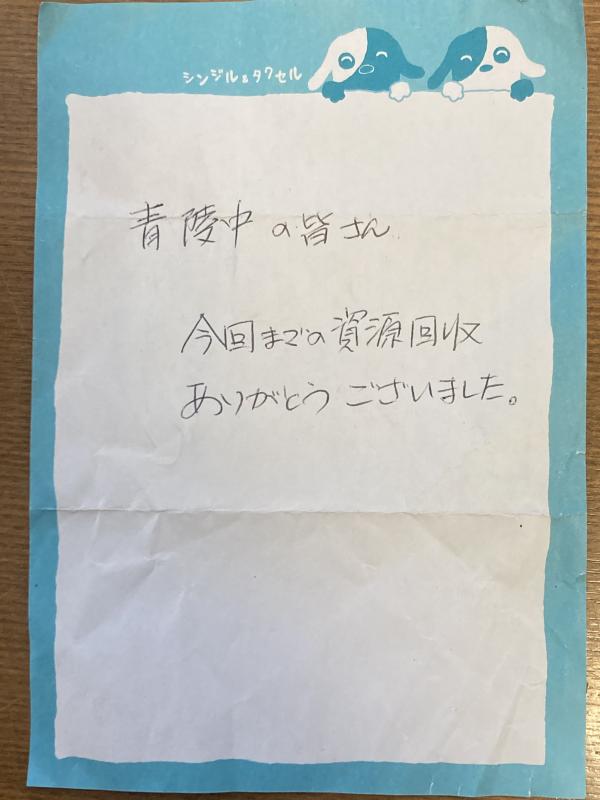 シンジル&タクセル
青陵中の皆さん
今回までの資源回収
ありがとうございました。